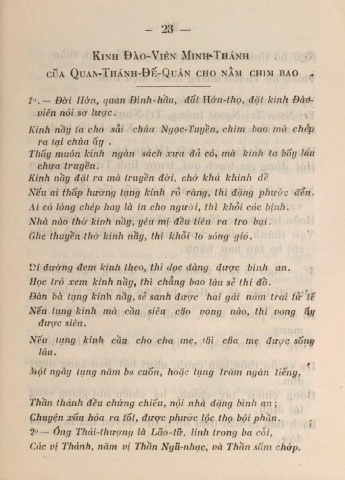 — 23 —
KINH ĐÀO-VIÊN MINH-THÁNH
CỦA QUAN-THÁNH-ĐẾ-QUÂN CHO NẰM CHIM BAO
1º. — Đời Hớn, quan Đình-hầu, đất Hớn-thọ, đặt kinh Đào-
viên nói sơ lược.
Kinh nầy ta cho sãi chùa Ngọc-Tuyền, chim bao mà chép
ra tại chùa ấy.
Thấy muôn kinh ngàn sách xưa đã có, mà kinh ta bấy lâu
chưa truyền.
Kinh nầy đặt ra mà truyền đời, chớ khá khinh dể
Nếu ai thắp hương tụng kinh rõ ràng, thì đặng phước đến.
Ai có lòng chép hay là in cho người, thì khỏi các bịnh.
Nhà nào thờ kinh nầy, yêu mị đều tiêu ra tro bụi.
Ghe thuyền thờ kinh nầy, thì khỏi lo sóng gió.
Đi đường đem kinh theo, thì dọc dàng được bình an.
Học trò xem kinh nầy, thì chẳng bao lâu sẽ thi đỗ.
Đàn bà tụng kinh nầy, sẽ sanh được hai gái năm trai tử tế
Nếu tụng kinh mà cầu siêu cão vong nào, thì vong ấy
được siêu.
Nếu tụng kinh cầu cho cha mẹ, thì cha mẹ được sống
lâu.
Một ngày tụng năm ba cuốn, hoặc tụng trăm ngàn tiếng,
Thần thánh đều chứng chiếu, nội nhà đặng bình an;
Chuyện xấu hóa ra tốt, được phước lộc thọ bội phần.
2º — Ông Thái-thượng là Lão-tử, linh trong ba cõi,
Các vị Thánh, năm vị Thần Ngũ-nhạc, và Thần sấm chớp.